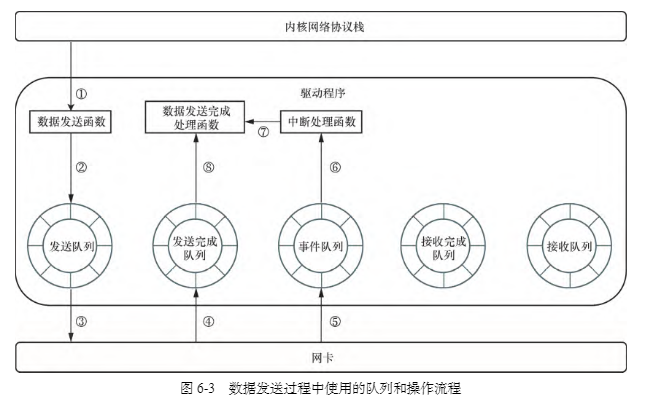 内核网络协议栈
驱动程序
①
数据发送函数
数据发送完成
处理函数
⑦
中断处理函数
②
⑧
⑥
发送队列
发送完成
队列
事件队列
接收完成
队列
接收队列
③
④
⑤
网卡
图 6-3 数据发送过程中使用的队列和操作流程